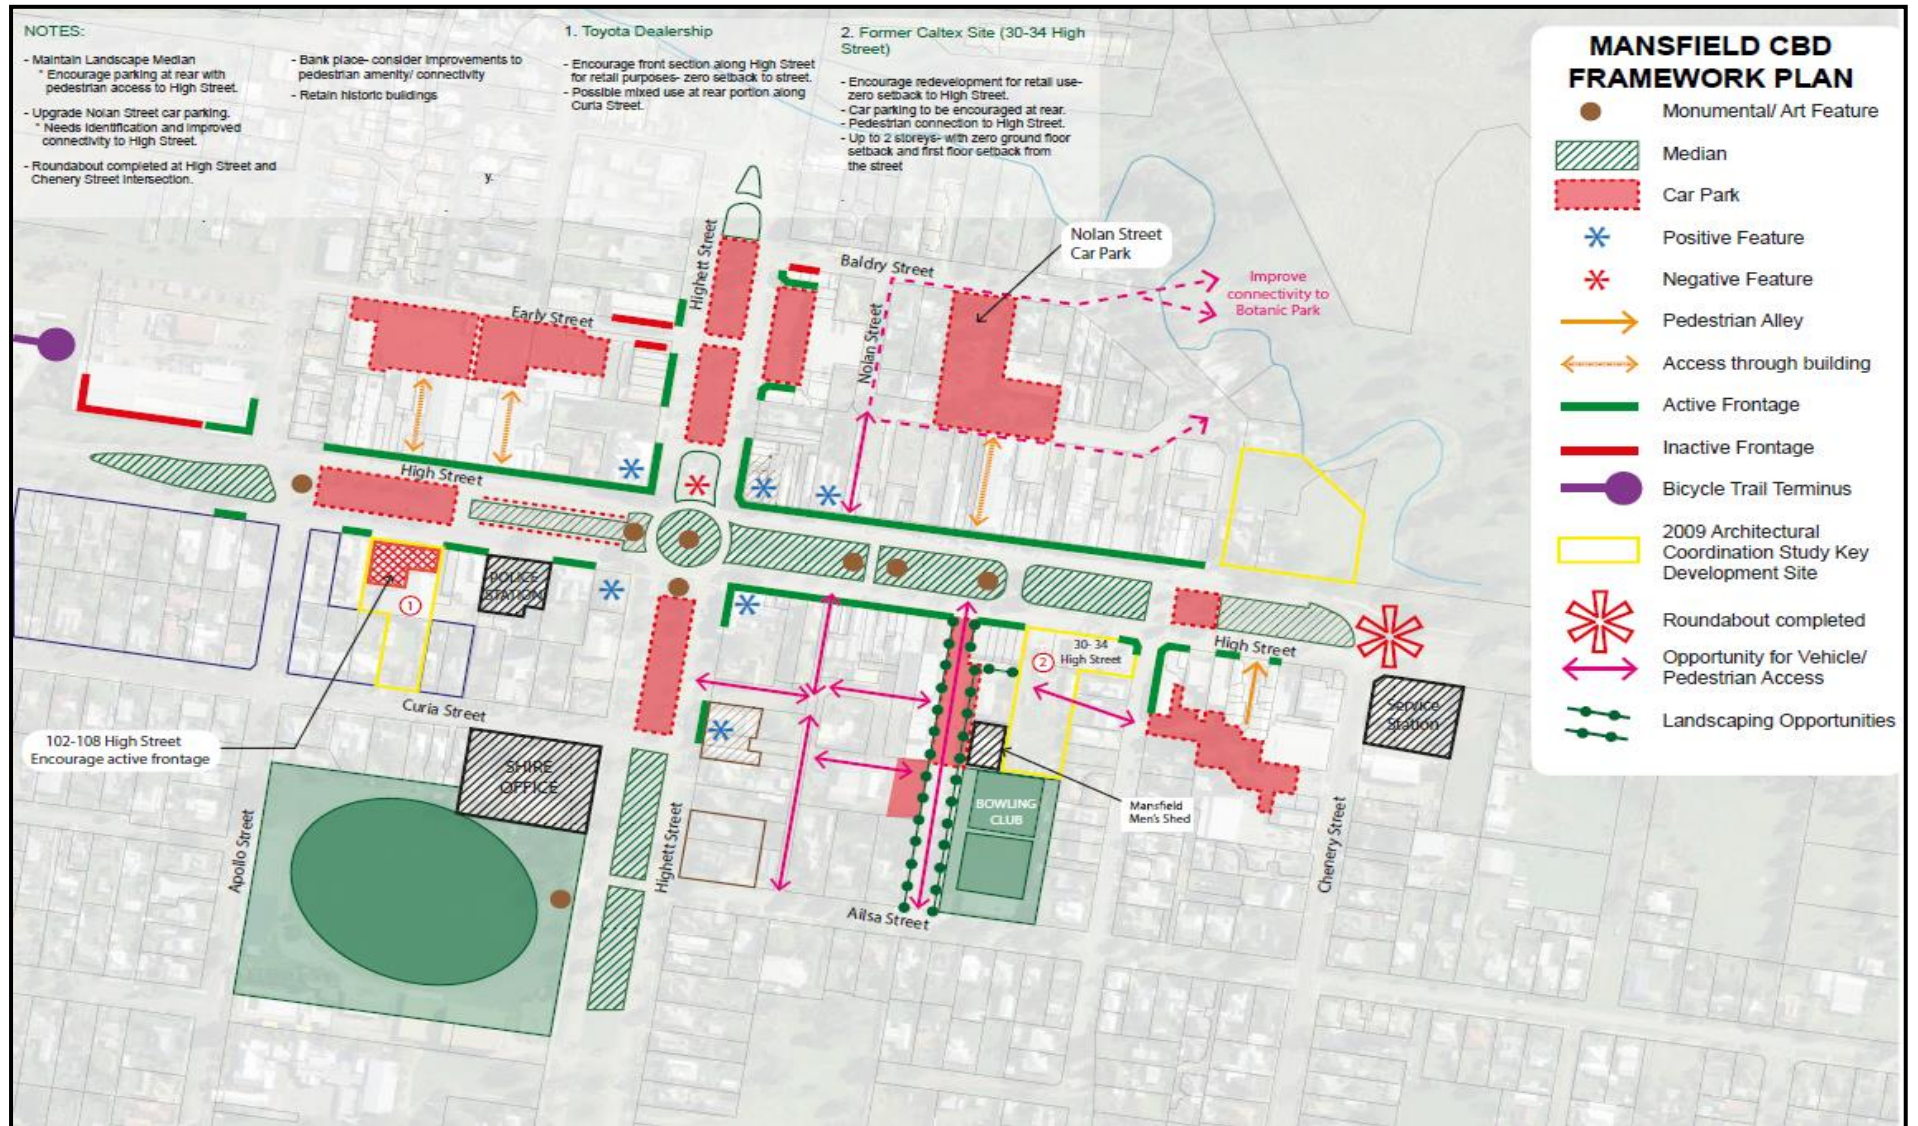 NOTES:
- Maintain Landscape Median
* Encourage parking at rear with
pedestrian access to High Street.
- Upgrade Nolan Street car parking.
* Needs identification and improved
connectivity to High Street.
- Roundabout completed at High Street and
Chenery Street Intersection.
- Bank place- consider improvements to
pedestrian amenity/ connectivity
- Retain historic buildings
y.
1. Toyota Dealership
- Encourage front section along High Street
for retail purposes- zero setback to street.
- Possible mixed use at rear portion along
Curia Street.
2. Former Caltex Site (30-34 High
Street)
- Encourage redevelopment for retail use-
zero setback to High Street.
- Car parking to be encouraged at rear.
- Pedestrian connection to High Street.
- Up to 2 storeys- with zero ground floor
setback and first floor setback from
the street
MANSFIELD CBD
FRAMEWORK PLAN
Monumental/ Art Feature
Median
Car Park
Positive Feature
Negative Feature
Pedestrian Alley
Access through building
Active Frontage
Inactive Frontage
Bicycle Trail Terminus
2009 Architectural
Coordination Study Key
Development Site
Roundabout completed
Opportunity for Vehicle/
Pedestrian Access
Landscaping Opportunities
Highett Street
Nolan Street
Car Park
Baldry Street
Improve
connectivity to
Botanic Park
Early Street
Nolan Street
High Street
POLICE
STATION
1
30- 34
High Street
2
High Street
Curia Street
Service
Station
102-108 High Street
Encourage active frontage
SHIRE
OFFICE
BOWLING
CLUB
Mansfield
Men's Shed
Apollo Street
Highett Street
Chenery Street
Ailsa Street